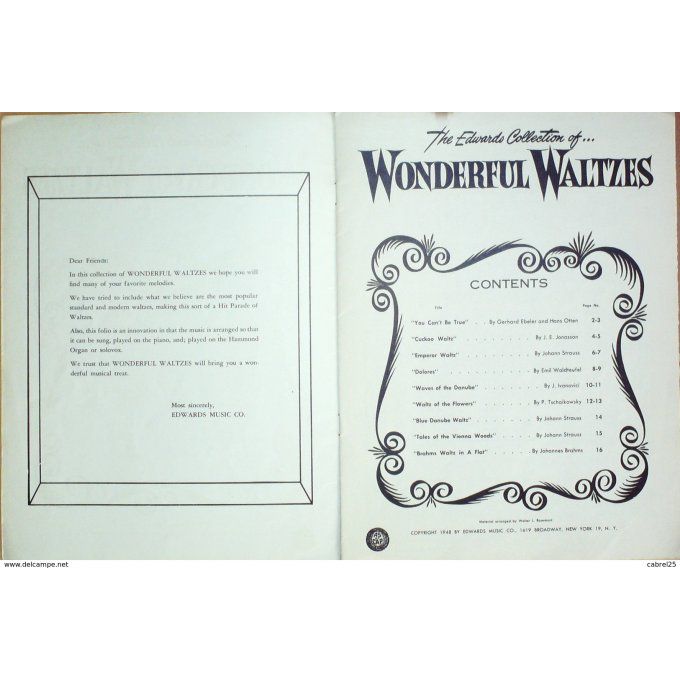 Dear Friends:
In this collection of WONDERFUL WALTZES we hope you will
find many of your favorite melodies.
We have tried to include what we believe are the most popular
standard and modern waltzes, making this sort of a Hit Parade of
Waltzes.
Also, this folio is an innovation in that the music is arranged so that
it can be sung, played on the piano, and; played on the Hammond
Organ or solovox.
We trust that WONDERFUL WALTZES will bring you a won-
derful musical treat.
Most sincerely,
EDWARDS MUSIC CO.
The Edwards Collection of...
WONDERFUL WALTZES
CONTENTS
Title Page No.
"You Can't Be True" . . By Gerhard Ebeler and Hans Otten 2-3
"Cuckoo Waltz" . . . . . . . By J. E. Jonasson 4-5
"Emperor Waltz" . . . . . . . By Johann Strauss 6-7
"Dolores" . . . . . . . . By Emil Waldteufel 8-9
"Waves of the Danube" . . . . . . . By J. Ivanovici 10-11
"Waltz of the Flowers" . . . . . By P. Tschaikowsky 12-13
"Blue Danube Waltz" . . . . . . By Johann Strauss 14
"Tales of the Vienna Woods" . . . . . By Johann Strauss 15
"Brahms Waltz in A Flat" . . . . . By Johannes Brahms 16
Material arranged by Walter L. Rosemont
COPYRIGHT 1948 BY EDWARDS MUSIC CO., 1619 BROADWAY, NEW YORK 19, N. Y.
www.delcampe.net
cabrel25